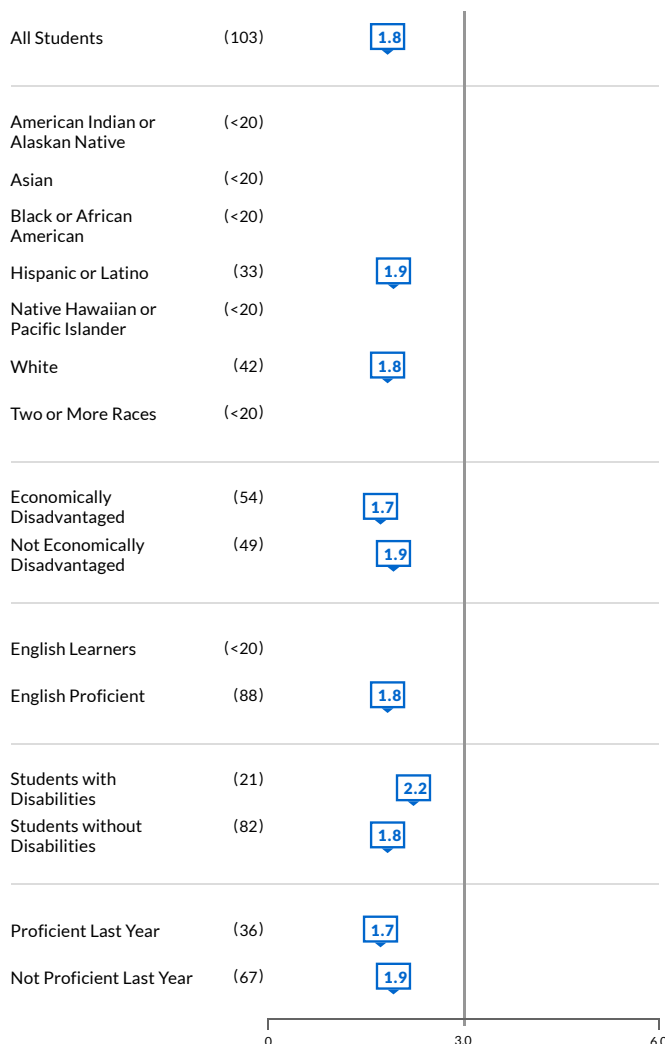 All Students (103) 1.8
American Indian or (<20)
Alaskan Native
Asian (<20)
Black or African (<20)
American
Hispanic or Latino (33) 1.9
Native Hawaiian or (<20)
Pacific Islander
White (42) 1.8
Two or More Races (<20)
Economically (54) 1.7
Disadvantaged
Not Economically (49) 1.9
Disadvantaged
English Learners (<20)
English Proficient (88) 1.8
Students with (21) 2.2
Disabilities
Students without (82) 1.8
Disabilities
Proficient Last Year (36) 1.7
Not Proficient Last Year (67) 1.9
0 3.0 6.0